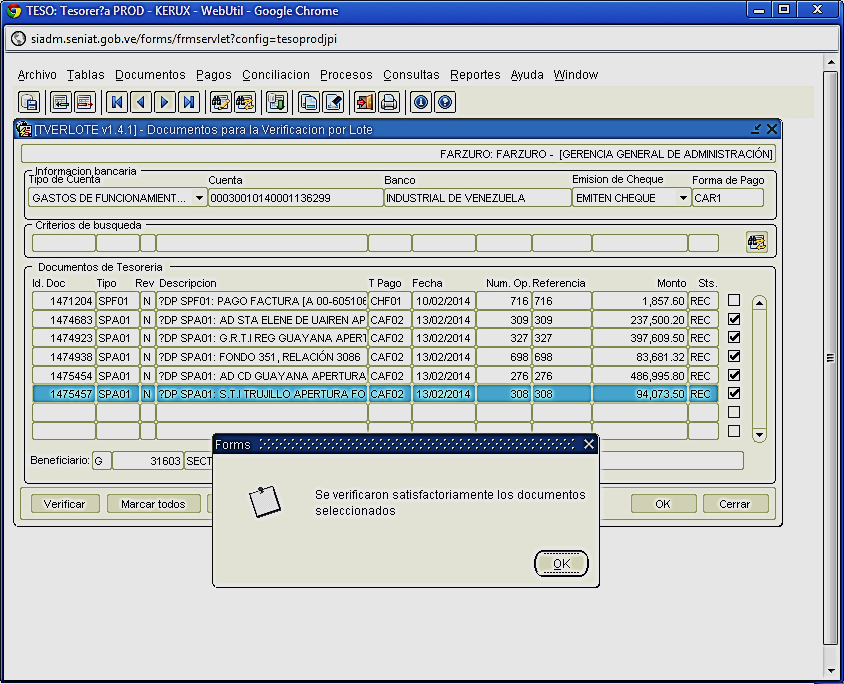 TESO: Tesorer?a PROD - KERUX - WebUtil - Google Chrome
siadm.seniat.gob.ve/forms/frmservlet?config=tesoprodjpi
Archivo Tablas Documentos Pagos Conciliacion Procesos Consultas Reportes Ayuda Window
[TVERLOTE v1.4.1] - Documentos para la Verificacion por Lote
FARZURO: FARZURO - [GERENCIA GENERAL DE ADMINISTRACIÓN]
Informacion bancaria
Tipo de Cuenta Cuenta Banco Emision de Cheque Forma de Pago
GASTOS DE FUNCIONAMIENT... 00030010140001136299 INDUSTRIAL DE VENEZUELA EMITEN CHEQUE CAR1
Criterios de busqueda
Documentos de Tesoreria
Id. Doc Tipo Rev Descripcion T Pago Fecha Num. Op. Referencia Monto Sts.
1471204 SPF01 N ?DP SPF01: PAGO FACTURA [A 00-605106 CHF01 10/02/2014 716 716 1,857.60 REC
1474683 SPA01 N ?DP SPA01: AD STA ELENE DE UAIREN AP CAF02 13/02/2014 309 309 237,500.20 REC
1474923 SPA01 N ?DP SPA01: G.R.T.I REG GUAYANA APERT CAF02 13/02/2014 327 327 397,609.50 REC
1474938 SPA01 N ?DP SPA01: FONDO 351, RELACIÓN 3086 CAF02 13/02/2014 698 698 83,681.32 REC
1475454 SPA01 N ?DP SPA01: AD CD GUAYANA APERTURA CAF02 13/02/2014 276 276 486,995.80 REC
1475457 SPA01 N ?DP SPA01: S.T.I TRUJILLO APERTURA FO CAF02 13/02/2014 308 308 94,073.50 REC
Beneficiario: G 31603 SECT
Verificar Marcar todos OK Cerrar
Forms
Se verificaron satisfactoriamente los documentos
seleccionados
OK